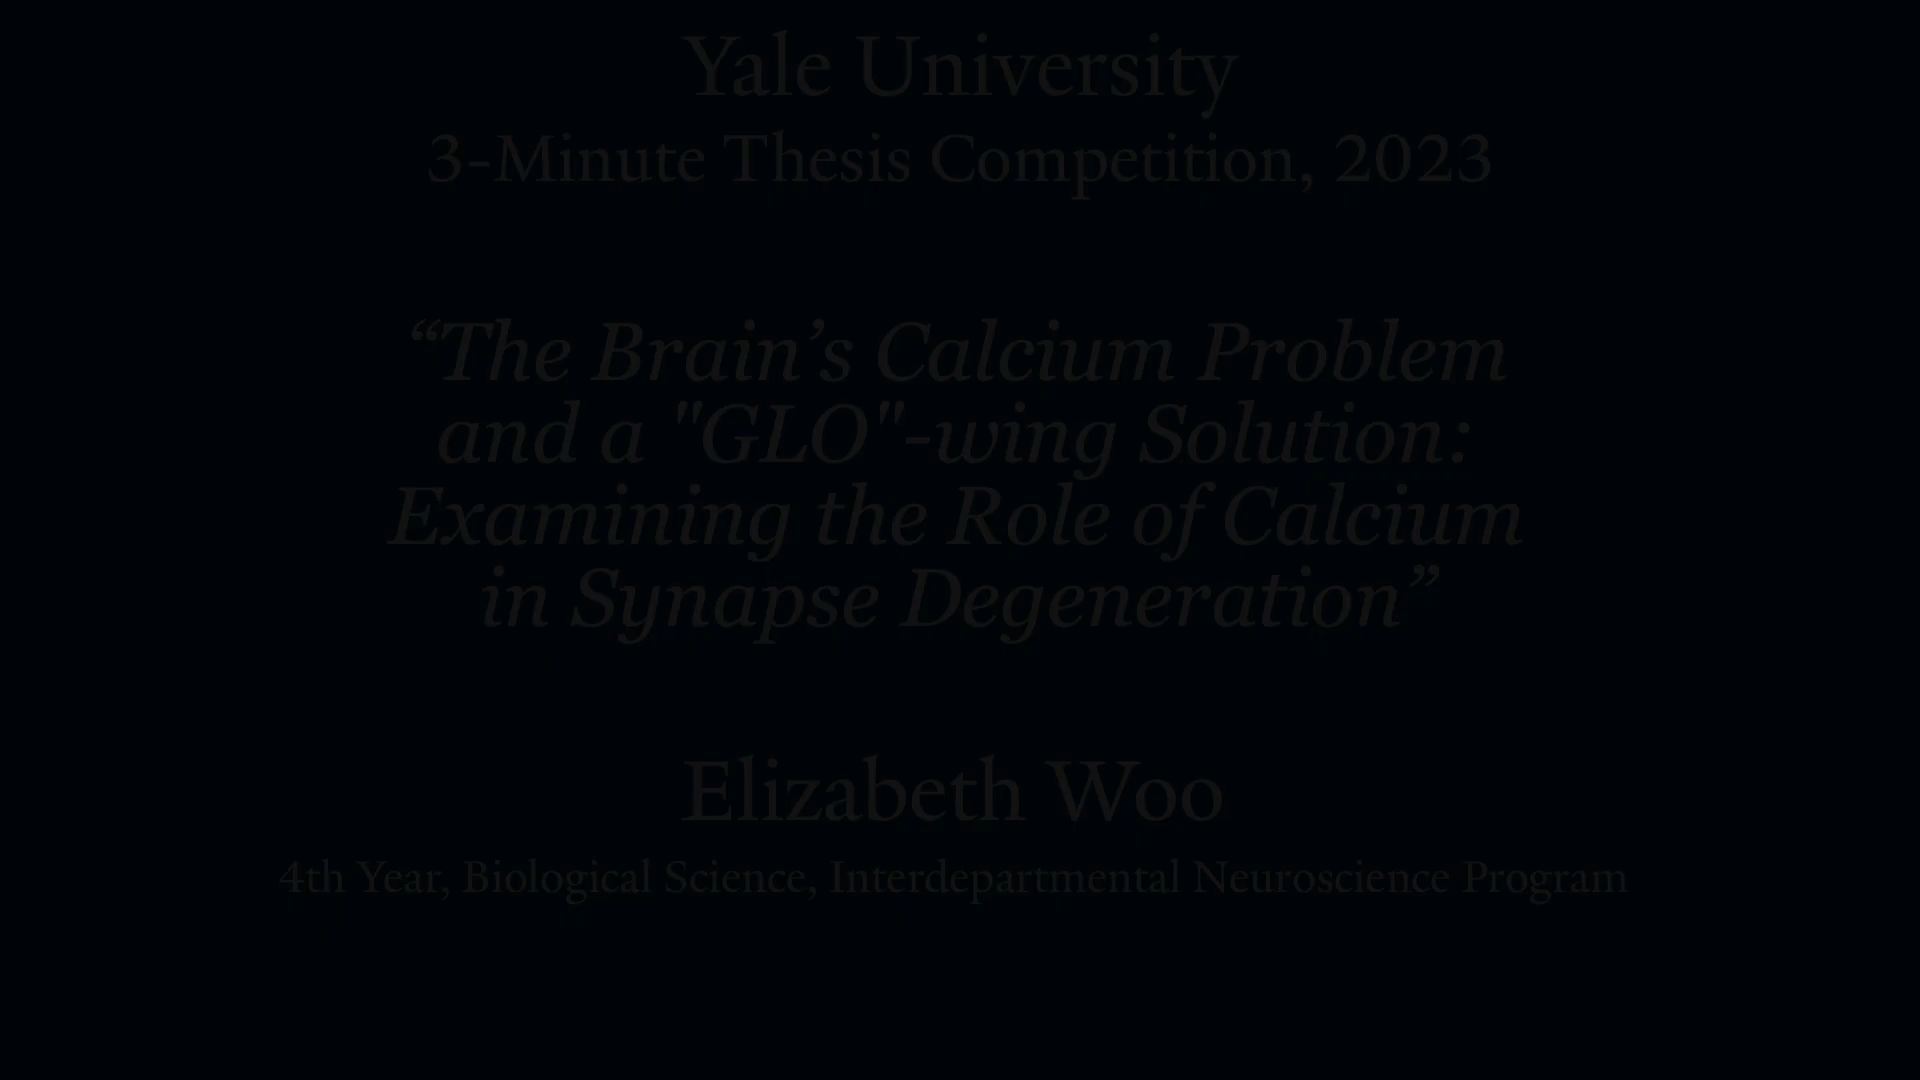 Yale University
3-Minute Thesis Competition, 2023
“The Brain’s Calcium Problem
and a "GLO"-wing Solution:
Examining the Role of Calcium
in Synapse Degeneration”
Elizabeth Woo
4th Year, Biological Science, Interdepartmental Neuroscience Program